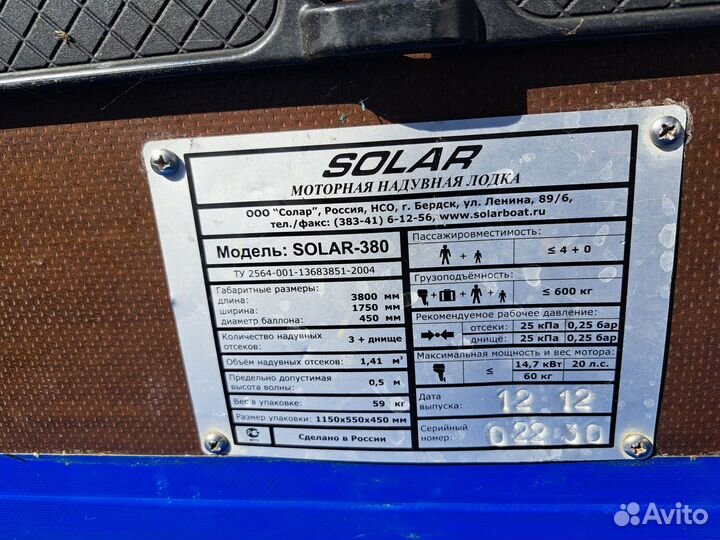 SOLAR
МОТОРНАЯ НАДУВНАЯ ЛОДКА
ООО "Солар", Россия, НСО, г. Бердск, ул. Ленина, 89/6,
тел./факс: (383-41) 6-12-56, www.solarboat.ru
Модель: SOLAR-380
ТУ 2564-001-13683851-2004
Габаритные размеры:
длина: 3800 мм
ширина: 1750 мм
диаметр баллона: 450 мм
Количество надувных
отсеков: 3 + днище
Объём надувных отсеков: 1,41 м³
Предельно допустимая
высота волны: 0,5 м
Вес в упаковке: 59 кг
Размер упаковки: 1150х550х450 мм
Сделано в России
Пассажировместимость:
+ ≤ 4 + 0
Грузоподъёмность:
+ + + ≤ 600 кг
Рекомендуемое рабочее давление:
отсеки: 25 кПа 0,25 бар
днище: 25 кПа 0,25 бар
Максимальная мощность и вес мотора:
≤ 14,7 кВт 20 л.с.
60 кг
Дата
выпуска: 12 12
Серийный
номер: 022 30
Avito